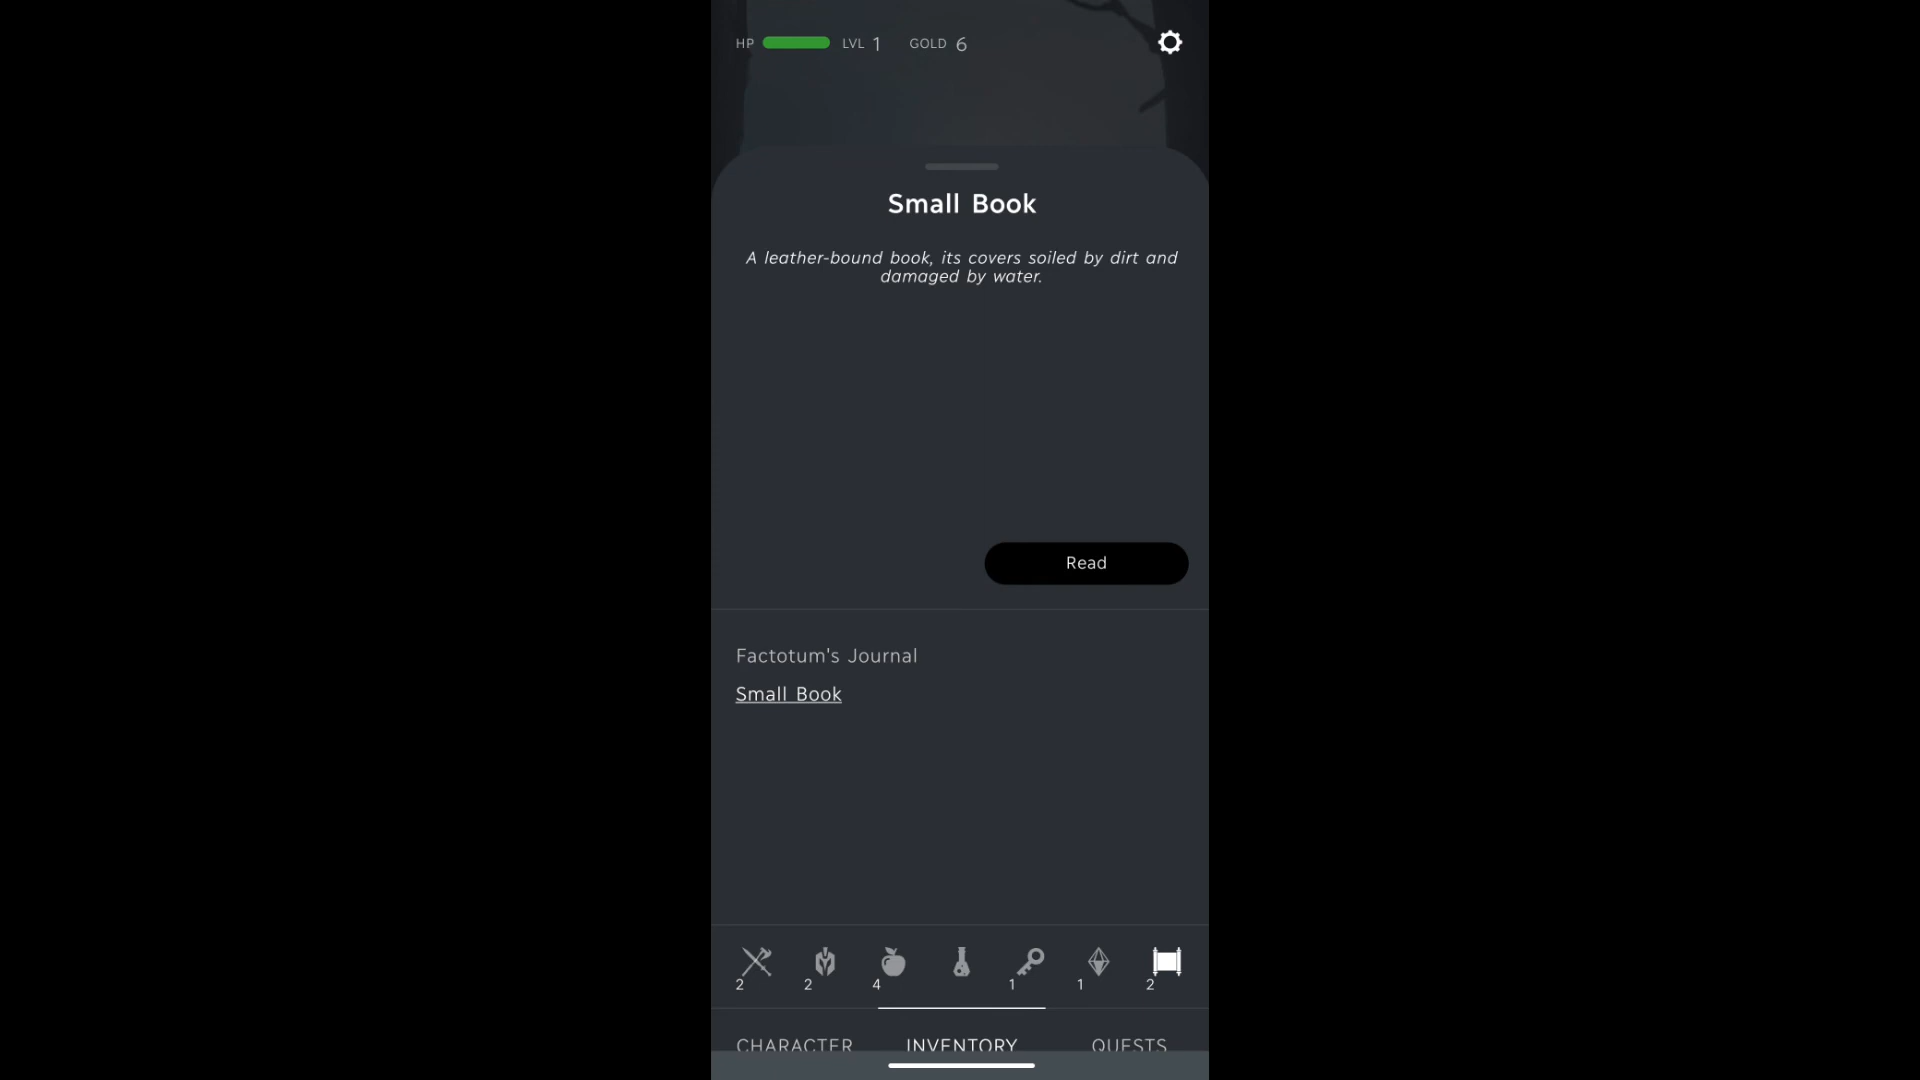 HP LVL 1 GOLD 6
Small Book
A leather-bound book, its covers soiled by dirt and
damaged by water.
Read
Factotum's Journal
Small Book
2 2 4 1 1 2
CHARACTER INVENTORY QUESTS